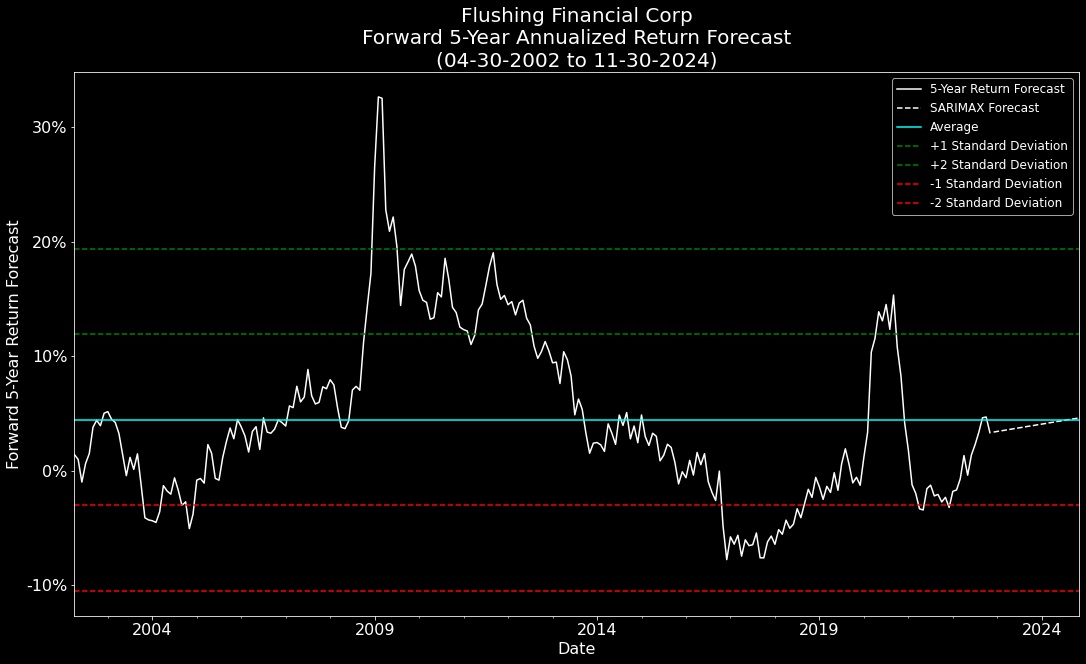 Flushing Financial Corp
Forward 5-Year Annualized Return Forecast
(04-30-2002 to 11-30-2024)
5-Year Return Forecast
SARIMAX Forecast
Average
+1 Standard Deviation
+2 Standard Deviation
-1 Standard Deviation
-2 Standard Deviation
Forward 5-Year Return Forecast
30%
20%
10%
0%
-10%
2004
2009
2014
2019
2024
Date